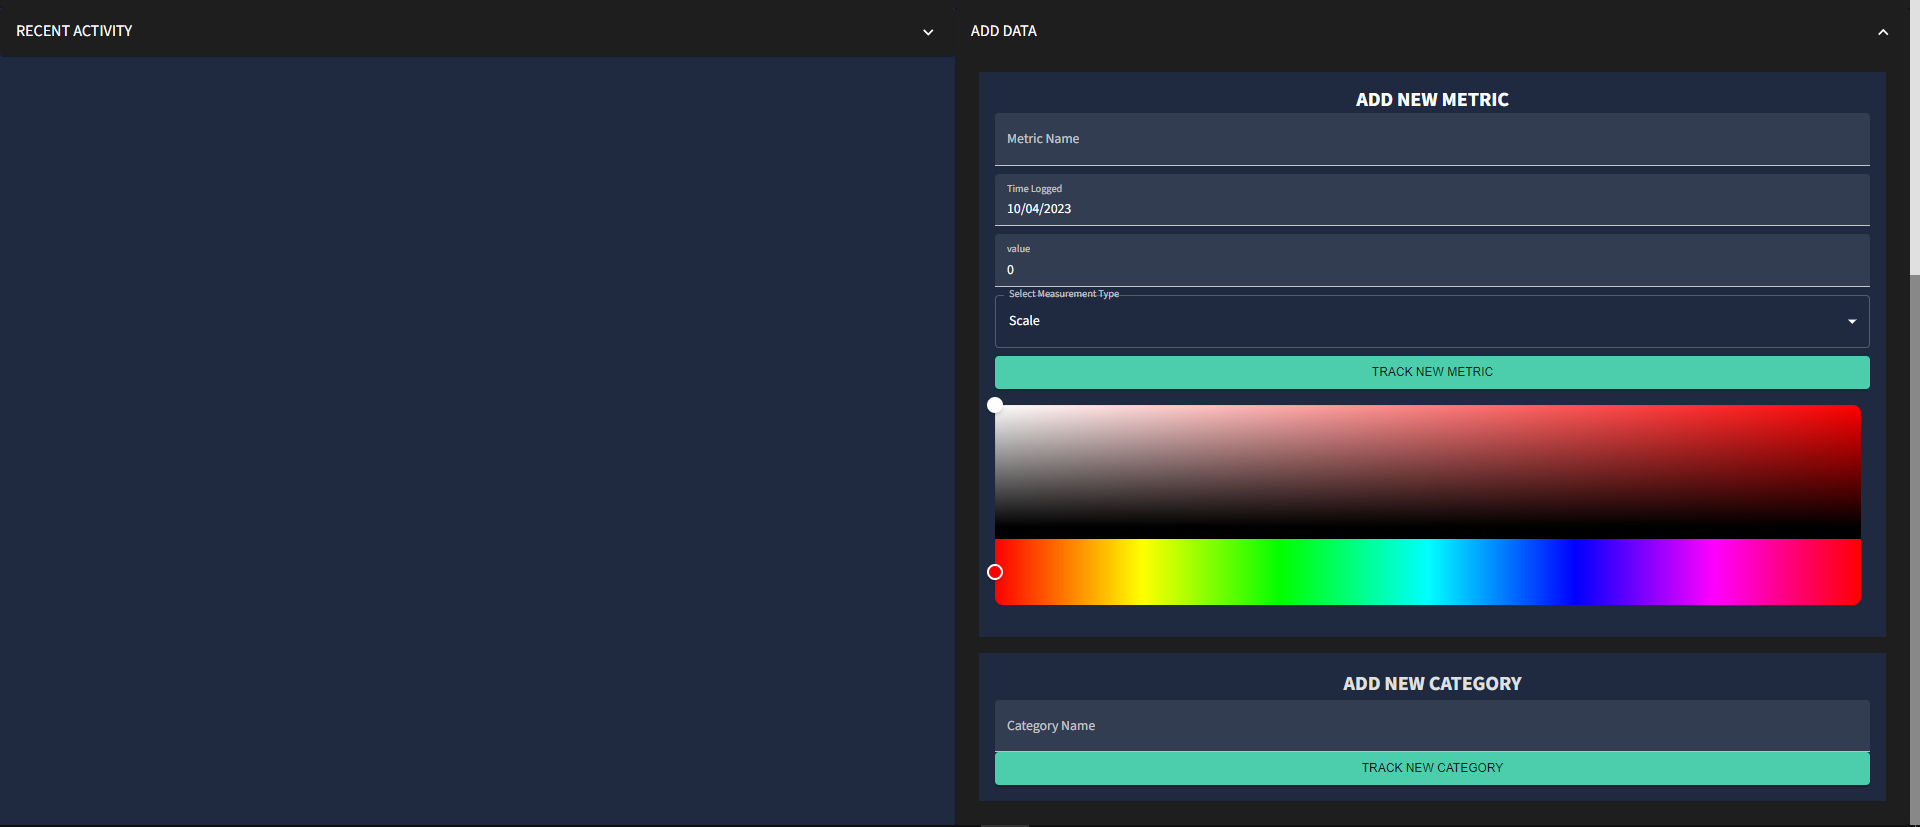 RECENT ACTIVITY
ADD DATA
ADD NEW METRIC
Metric Name
Time Logged
10/04/2023
value
0
Select Measurement Type
Scale
TRACK NEW METRIC
ADD NEW CATEGORY
Category Name
TRACK NEW CATEGORY